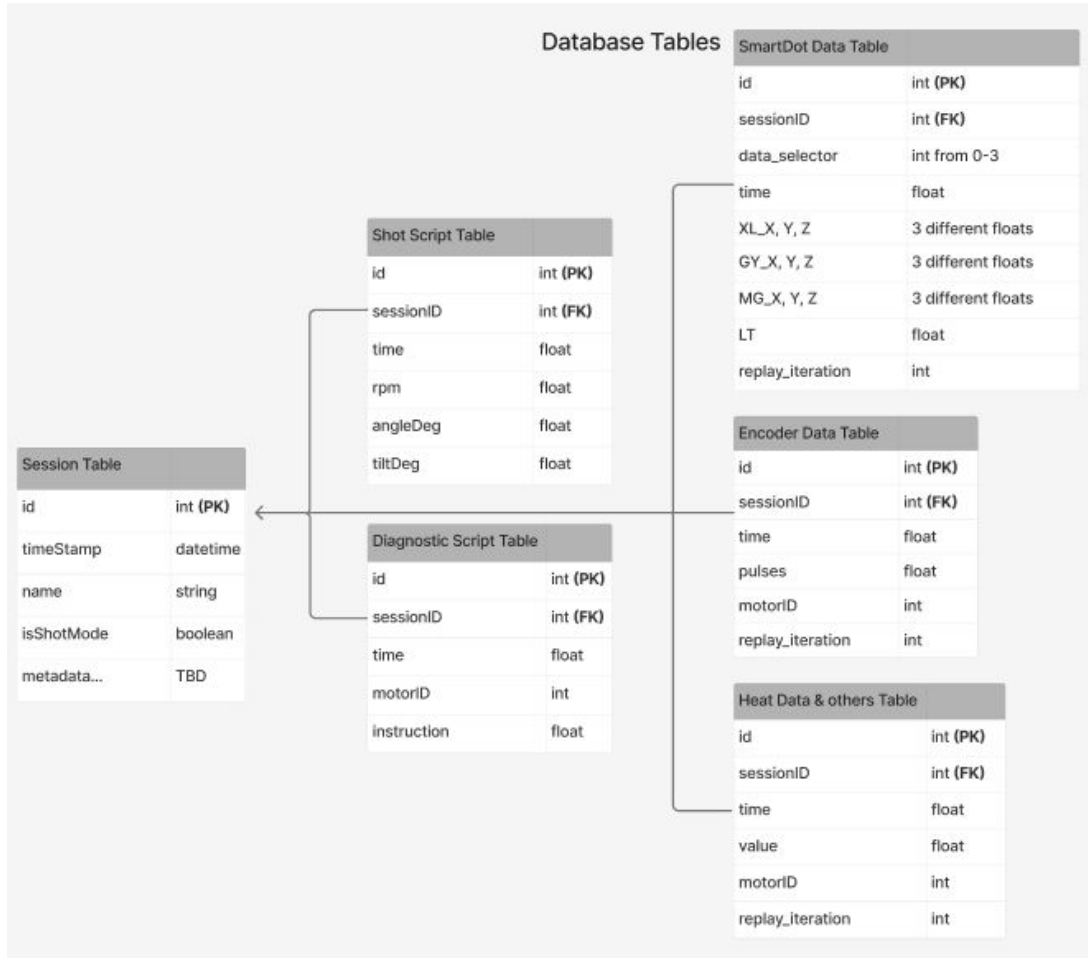 Database Tables
SmartDot Data Table
id int (PK)
sessionID int (FK)
data_selector int from 0-3
time float
XL_X, Y, Z 3 different floats
GY_X, Y, Z 3 different floats
MG_X, Y, Z 3 different floats
LT float
replay_iteration int
Shot Script Table
id int (PK)
sessionID int (FK)
time float
rpm float
angleDeg float
tiltDeg float
Encoder Data Table
id int (PK)
sessionID int (FK)
time float
pulses float
motorID int
replay_iteration int
Session Table
id int (PK)
timeStamp datetime
name string
isShotMode boolean
metadata... TBD
Diagnostic Script Table
id int (PK)
sessionID int (FK)
time float
motorID int
instruction float
Heat Data & others Table
id int (PK)
sessionID int (FK)
time float
value float
motorID int
replay_iteration int